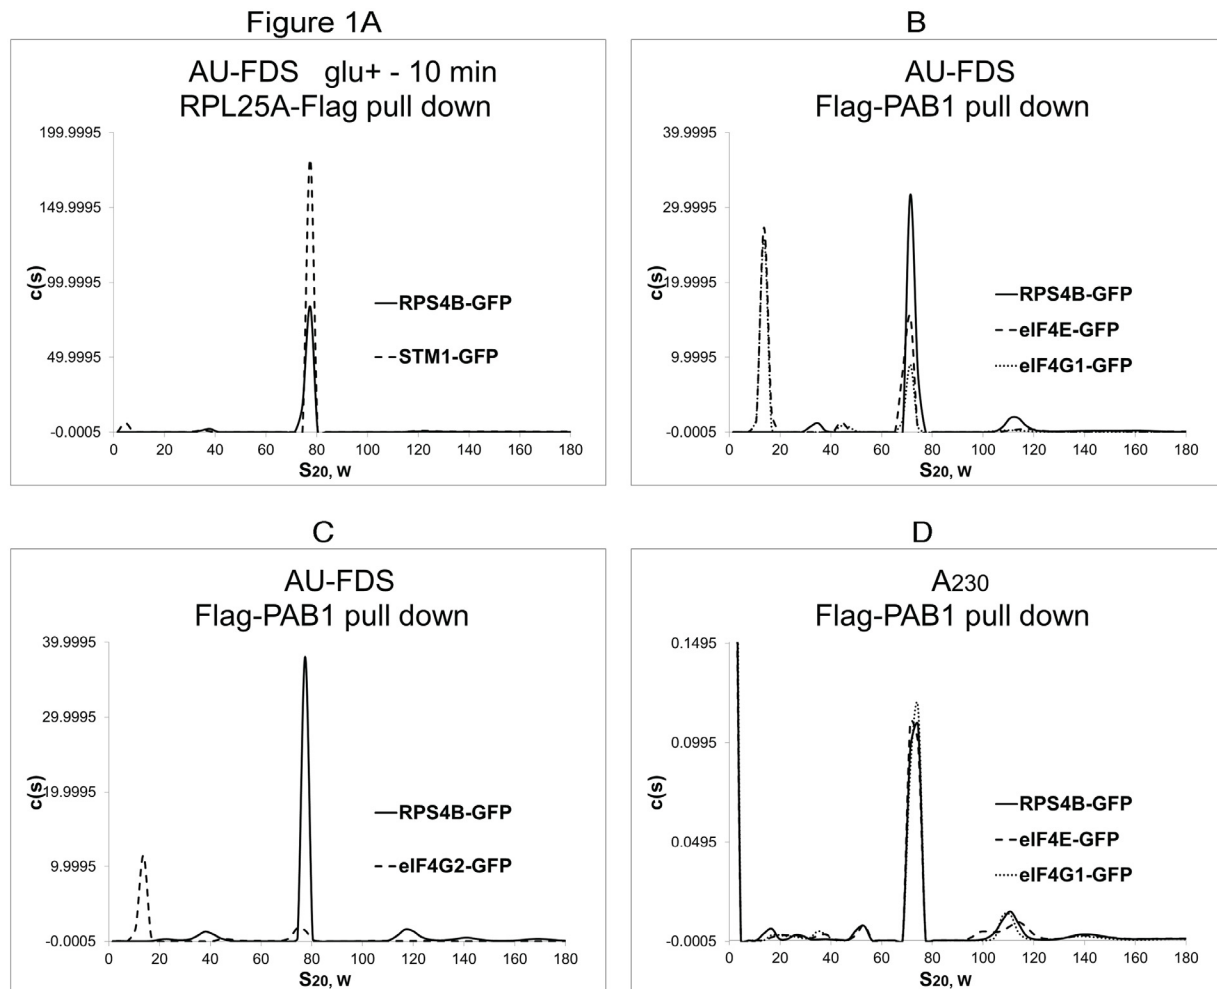 Figure 1A
AU-FDS glu+ - 10 min
RPL25A-Flag pull down
199.9995
149.9995
99.9995
49.9995
-0.0005
c(s)
RPS4B-GFP
STM1-GFP
0 20 40 60 80 100 120 140 160 180
S20, W
B
AU-FDS
Flag-PAB1 pull down
39.9995
29.9995
19.9995
9.9995
-0.0005
c(s)
RPS4B-GFP
eIF4E-GFP
eIF4G1-GFP
0 20 40 60 80 100 120 140 160 180
S20, W
C
AU-FDS
Flag-PAB1 pull down
39.9995
29.9995
19.9995
9.9995
-0.0005
c(s)
RPS4B-GFP
eIF4G2-GFP
0 20 40 60 80 100 120 140 160 180
S20, W
D
A230
Flag-PAB1 pull down
0.1495
0.0995
0.0495
-0.0005
c(s)
RPS4B-GFP
eIF4E-GFP
eIF4G1-GFP
0 20 40 60 80 100 120 140 160 180
S20, W